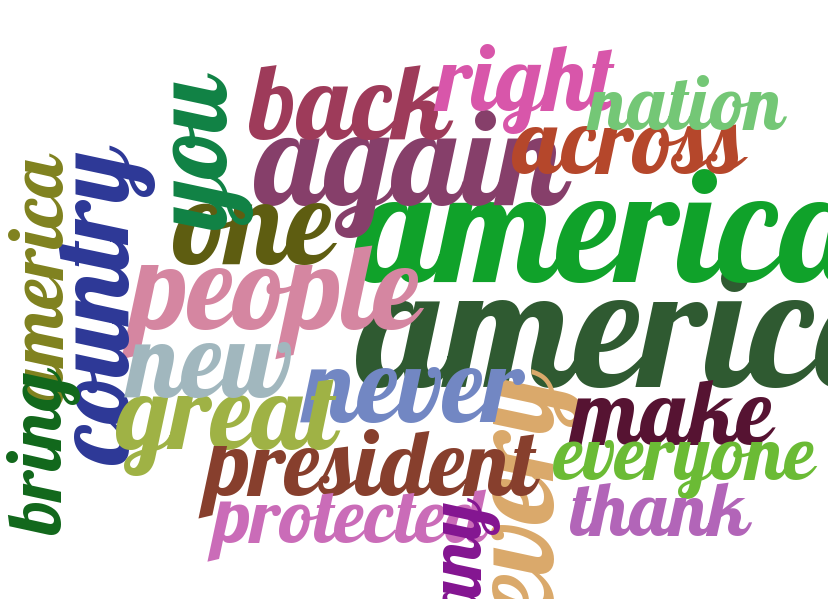 right
back
nation
you
again
across
america
country
one
america
people
americ
new
never
bring
great
make
every
president
everyone
protected
thank
any